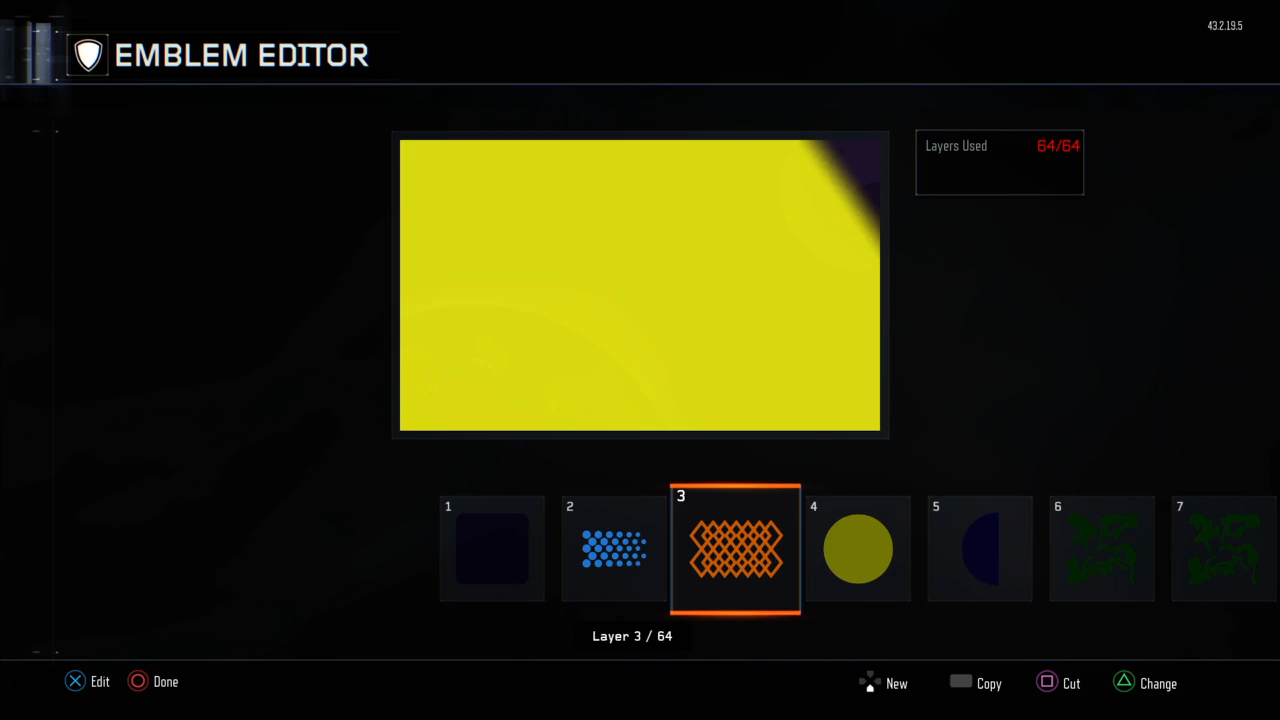 43.2.19.5
EMBLEM EDITOR
Layers Used 64/64
1 2 3 4 5 6 7
Layer 3 / 64
Edit Done New Copy Cut Change